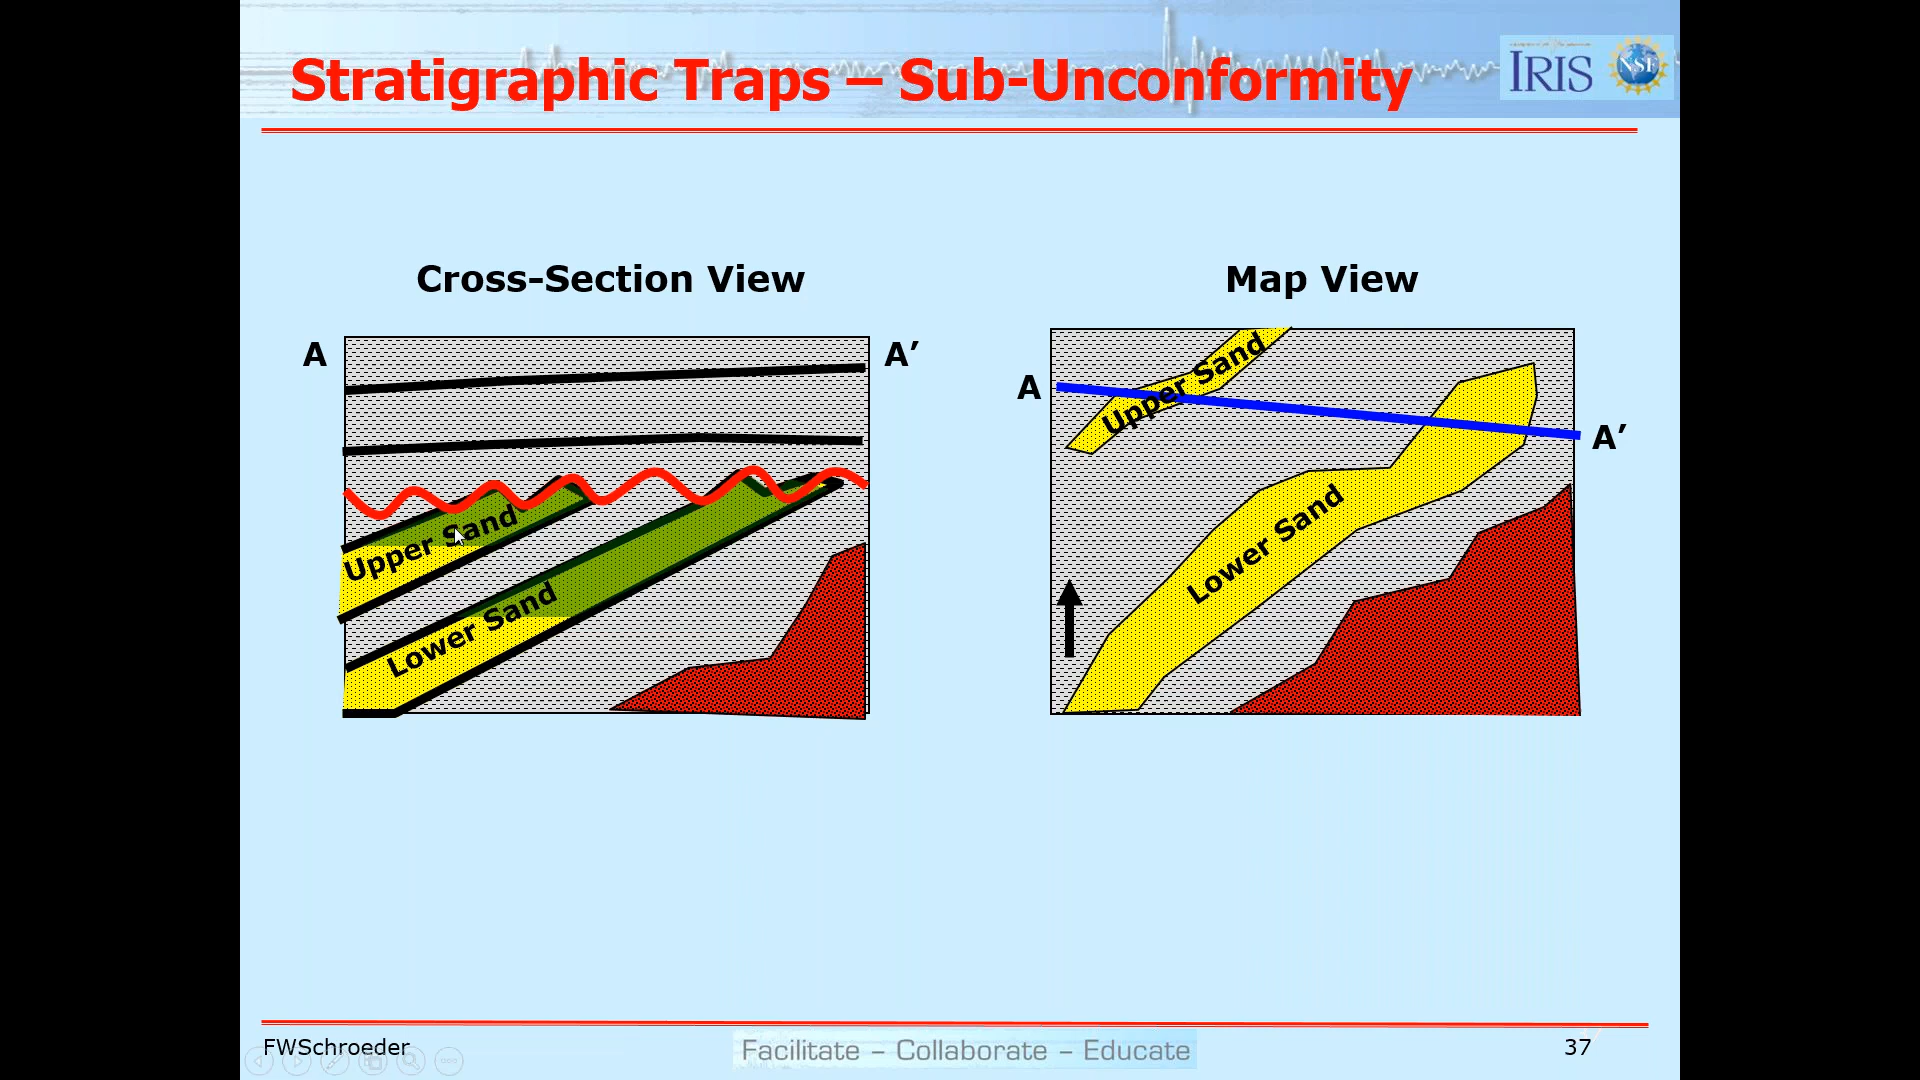 Stratigraphic Traps – Sub-Unconformity
IRIS
NSF
Cross-Section View
Map View
A
A’
Upper Sand
Lower Sand
A
A’
Upper Sand
Lower Sand
FWSchroeder
Facilitate – Collaborate – Educate
37